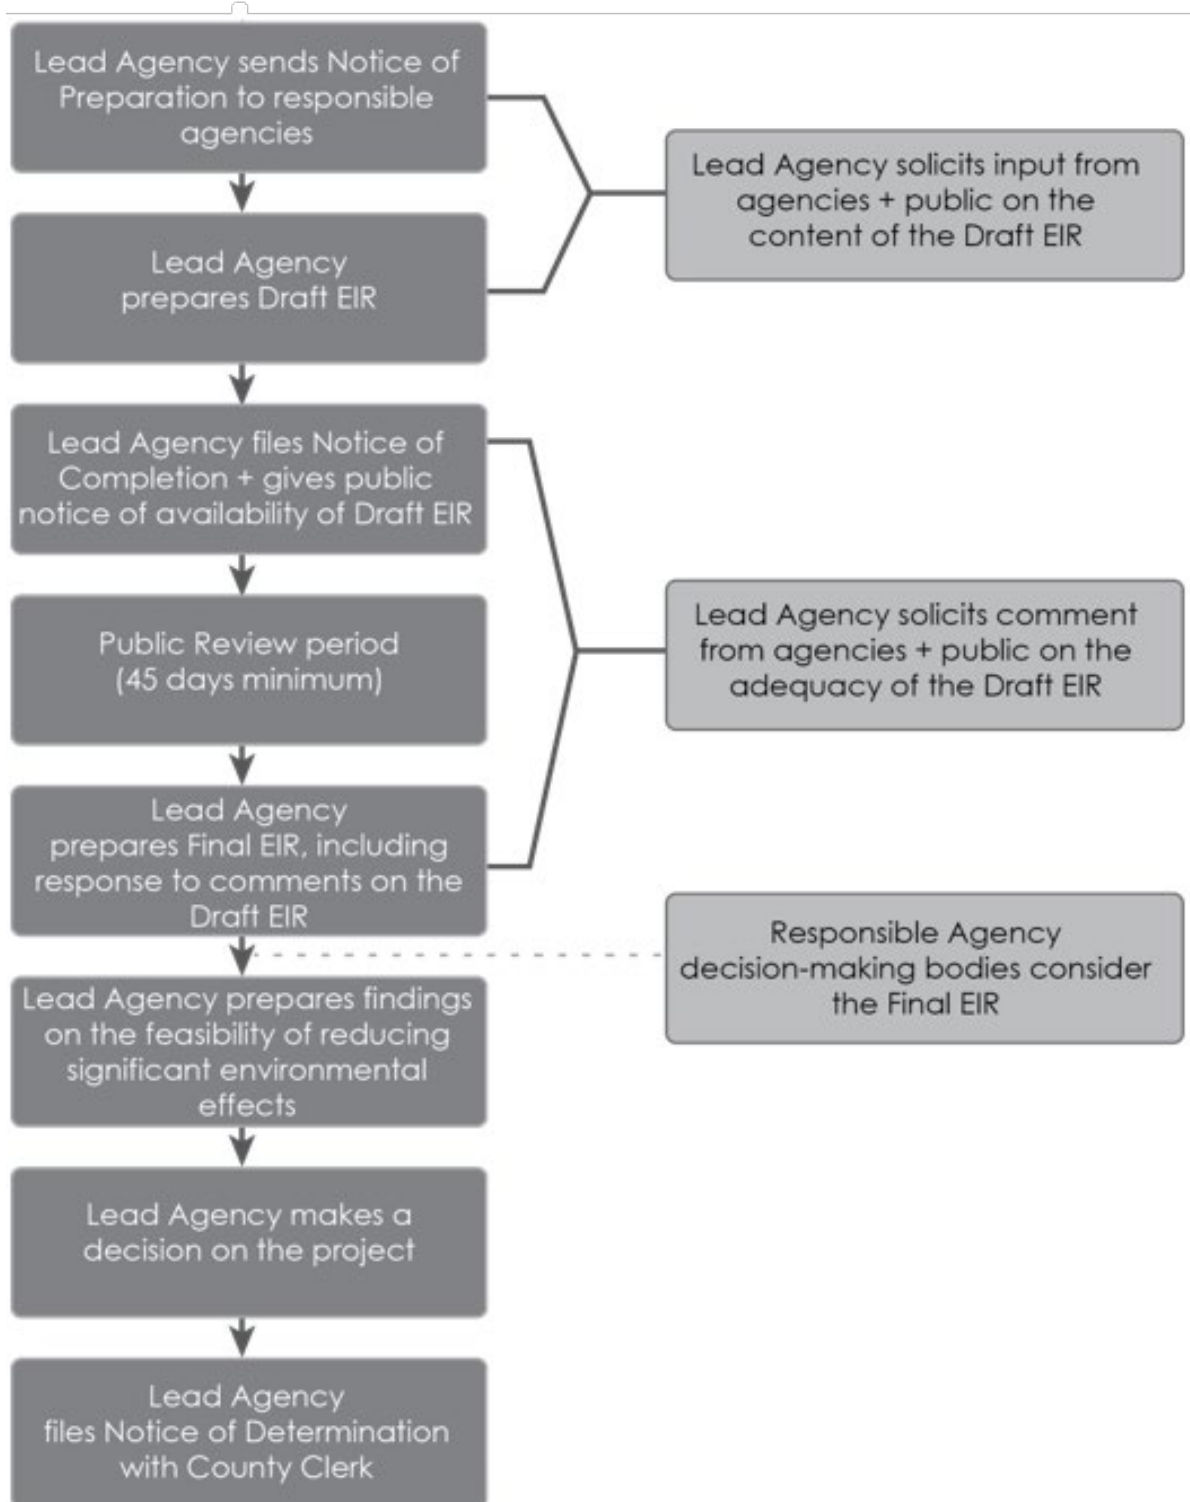 Lead Agency sends Notice of
Preparation to responsible
agencies
Lead Agency solicits input from
agencies + public on the
content of the Draft EIR
Lead Agency
prepares Draft EIR
Lead Agency files Notice of
Completion + gives public
notice of availability of Draft EIR
Public Review period
(45 days minimum)
Lead Agency solicits comment
from agencies + public on the
adequacy of the Draft EIR
Lead Agency
prepares Final EIR, including
response to comments on the
Draft EIR
Responsible Agency
decision-making bodies consider
the Final EIR
Lead Agency prepares findings
on the feasibility of reducing
significant environmental
effects
Lead Agency makes a
decision on the project
Lead Agency
files Notice of Determination
with County Clerk